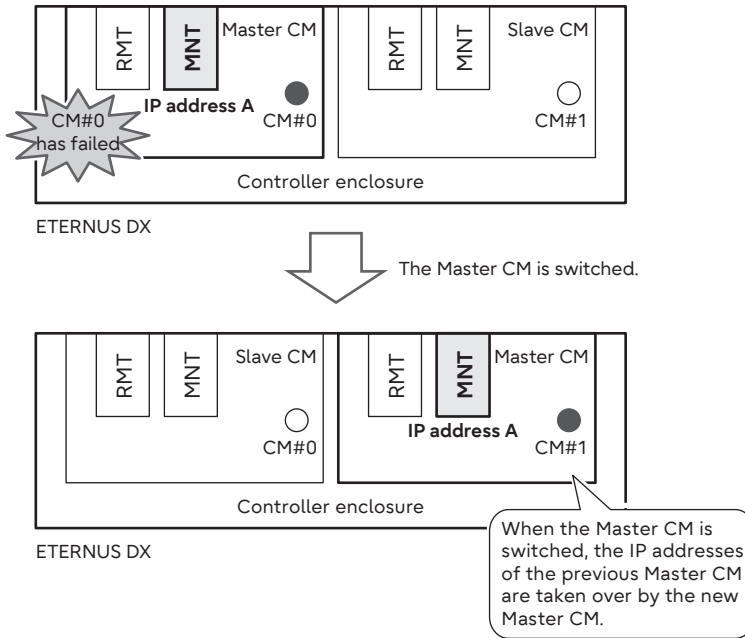 RMT
MNT
Master CM
IP address A
CM#0
CM#0
has failed
RMT
MNT
Slave CM
CM#1
Controller enclosure
ETERNUS DX
The Master CM is switched.
RMT
MNT
Slave CM
CM#0
RMT
MNT
Master CM
IP address A
CM#1
Controller enclosure
ETERNUS DX
When the Master CM is
switched, the IP addresses
of the previous Master CM
are taken over by the new
Master CM.